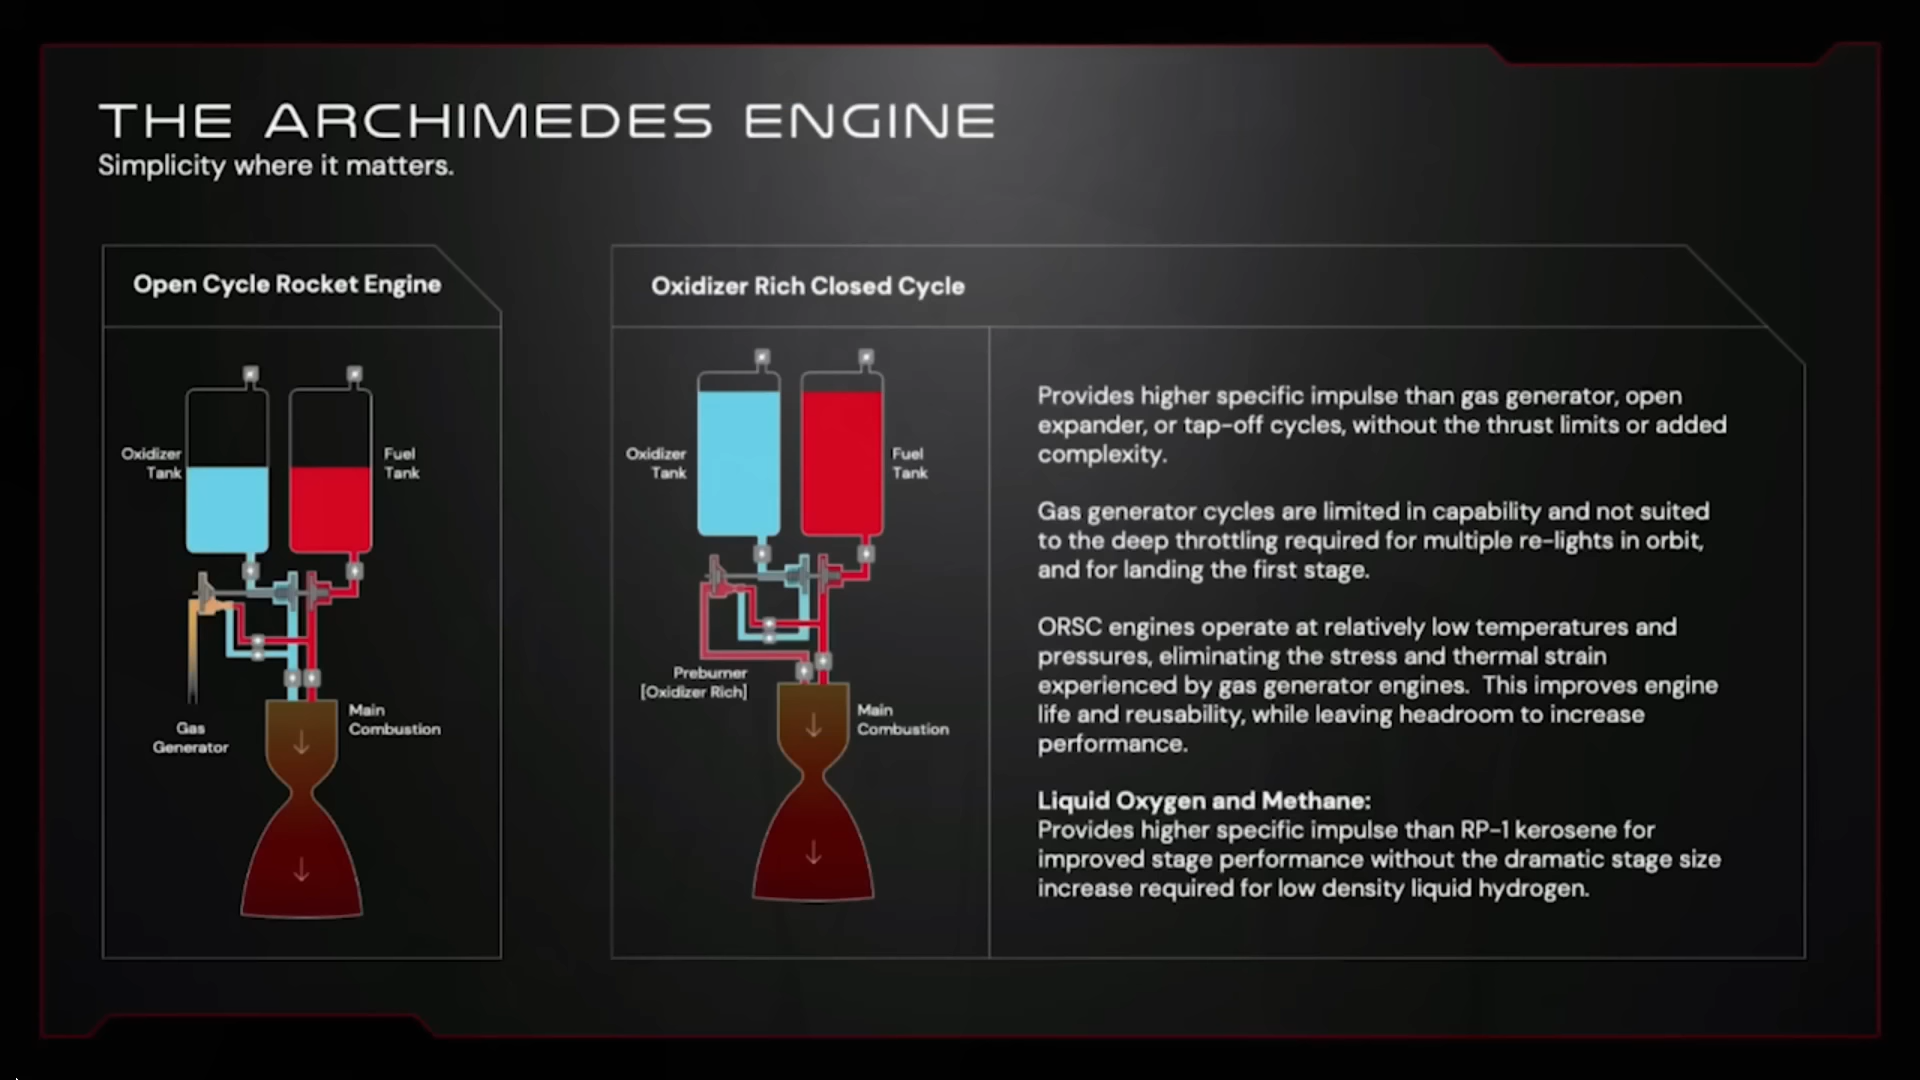 THE ARCHIMEDES ENGINE
Simplicity where it matters.
Open Cycle Rocket Engine
Oxidizer
Tank
Fuel
Tank
Gas
Generator
Main
Combustion
Oxidizer Rich Closed Cycle
Oxidizer
Tank
Fuel
Tank
Preburner
[Oxidizer Rich]
Main
Combustion
Provides higher specific impulse than gas generator, open
expander, or tap-off cycles, without the thrust limits or added
complexity.
Gas generator cycles are limited in capability and not suited
to the deep throttling required for multiple re-lights in orbit,
and for landing the first stage.
ORSC engines operate at relatively low temperatures and
pressures, eliminating the stress and thermal strain
experienced by gas generator engines.  This improves engine
life and reusability, while leaving headroom to increase
performance.
Liquid Oxygen and Methane:
Provides higher specific impulse than RP-1 kerosene for
improved stage performance without the dramatic stage size
increase required for low density liquid hydrogen.